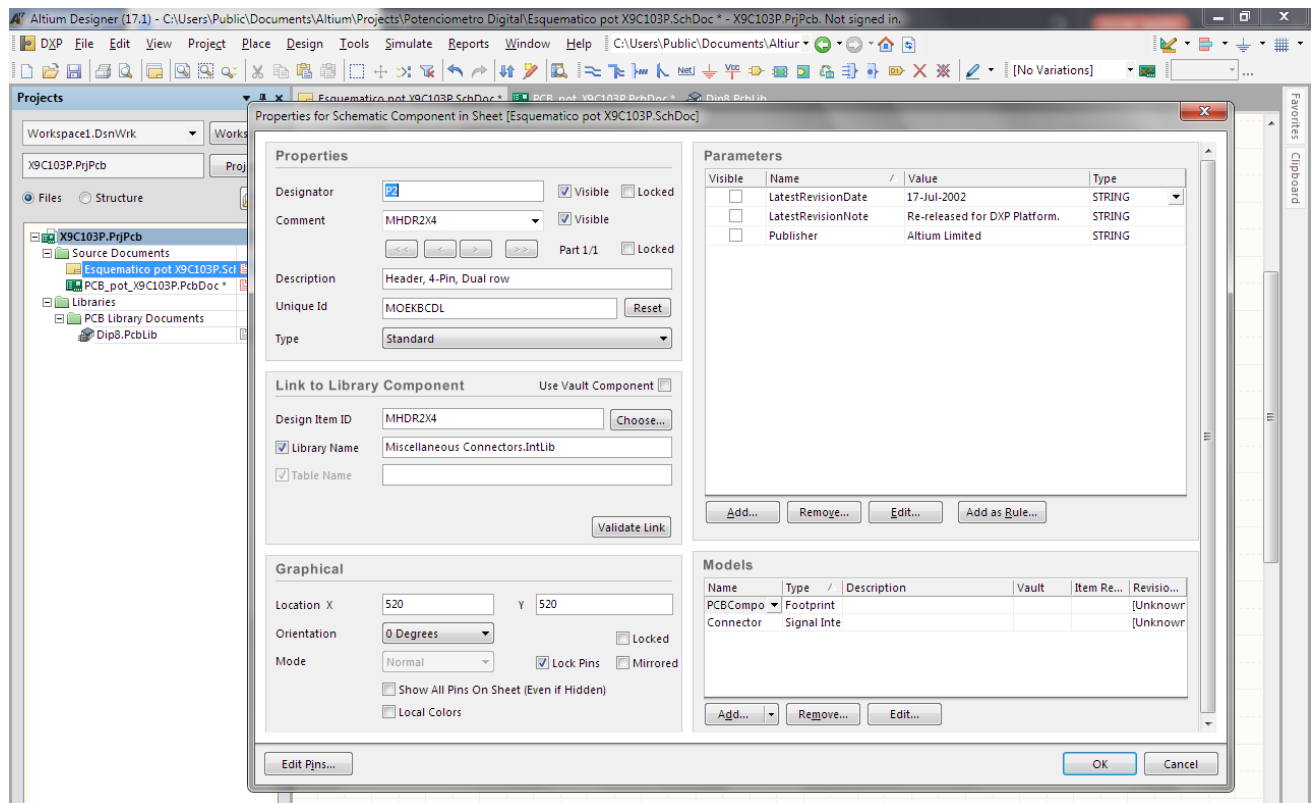 Altium Designer (17.1) - C:\Users\Public\Documents\Altium\Projects\Potenciometro Digital\Esquematico pot X9C103P.SchDoc * - X9C103P.PrjPcb. Not signed in.
DXP File Edit View Project Place Design Tools Simulate Reports Window Help C:\Users\Public\Documents\Altiur
Net Vcc [No Variations] ...
Projects Esquematico pot X9C103P.SchDoc * PCB_pot_X9C103P.PcbDoc * Dip8.PcbLib
Favorites
Clipboard
Workspace1.DsnWrk Works
X9C103P.PrjPcb Proj
Files Structure
X9C103P.PrjPcb
Source Documents
Esquematico pot X9C103P.Scl
PCB_pot_X9C103P.PcbDoc *
Libraries
PCB Library Documents
Dip8.PcbLib
Properties for Schematic Component in Sheet [Esquematico pot X9C103P.SchDoc]
Properties
Designator P2 Visible Locked
Comment MHDR2X4 Visible
<< < > >> Part 1/1 Locked
Description Header, 4-Pin, Dual row
Unique Id MOEKBCDL Reset
Type Standard
Link to Library Component Use Vault Component
Design Item ID MHDR2X4 Choose...
Library Name Miscellaneous Connectors.IntLib
Table Name
Validate Link
Graphical
Location X 520 Y 520
Orientation 0 Degrees Locked
Mode Normal Lock Pins Mirrored
Show All Pins On Sheet (Even if Hidden)
Local Colors
Parameters
Visible Name Value Type
LatestRevisionDate 17-Jul-2002 STRING
LatestRevisionNote Re-released for DXP Platform. STRING
Publisher Altium Limited STRING
Add... Remove... Edit... Add as Rule...
Models
Name Type Description Vault Item Re... Revisio...
PCBCompo Footprint [Unknown
Connector Signal Inte [Unknown
Add... Remove... Edit...
Edit Pins... OK Cancel